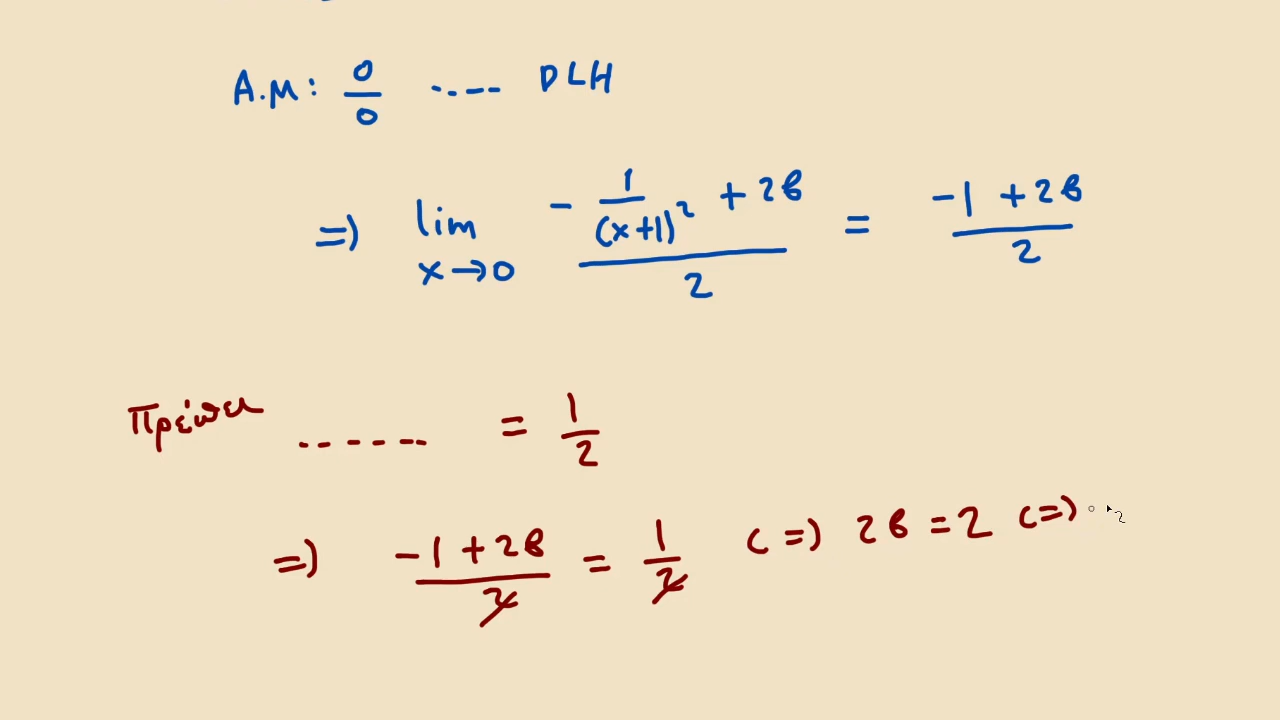 Α.Μ: 0/0 ..--- DLH
=> lim x→0 (- 1/(x+1)² + 2β)/2 = (-1 + 2β)/2
Πρέπει ------ = 1/2
=> (-1 + 2β)/2 = 1/2 <=> 2β = 2 <=>